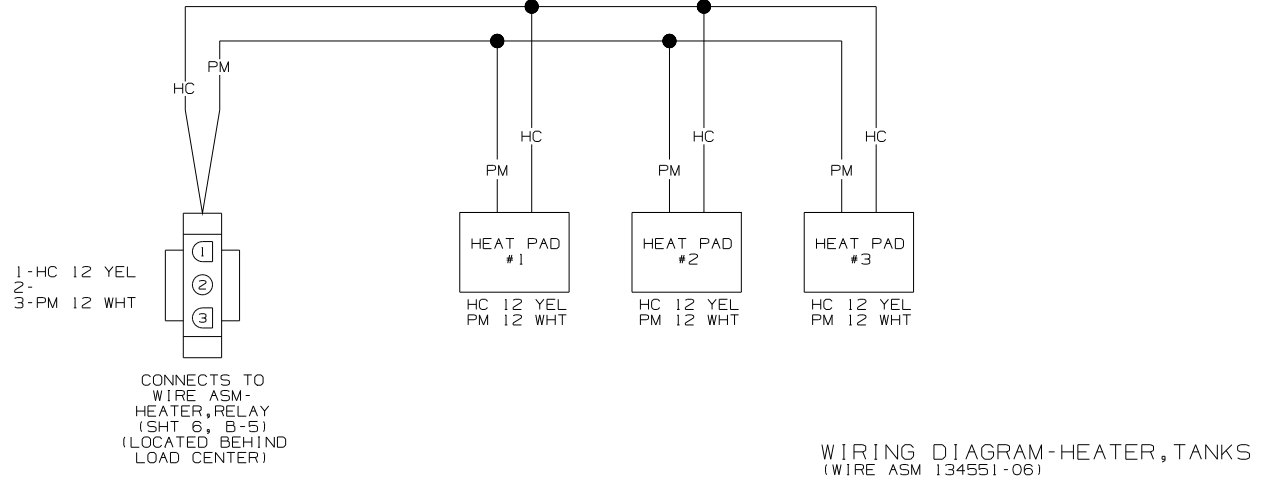 PM
HC
HC
HC
HC
PM
PM
PM
HEAT PAD
#1
HEAT PAD
#2
HEAT PAD
#3
1
2
3
1-HC 12 YEL
2-
3-PM 12 WHT
HC 12 YEL
PM 12 WHT
HC 12 YEL
PM 12 WHT
HC 12 YEL
PM 12 WHT
CONNECTS TO
WIRE ASM-
HEATER,RELAY
(SHT 6, B-5)
(LOCATED BEHIND
LOAD CENTER)
WIRING DIAGRAM-HEATER,TANKS
(WIRE ASM 134551-06)